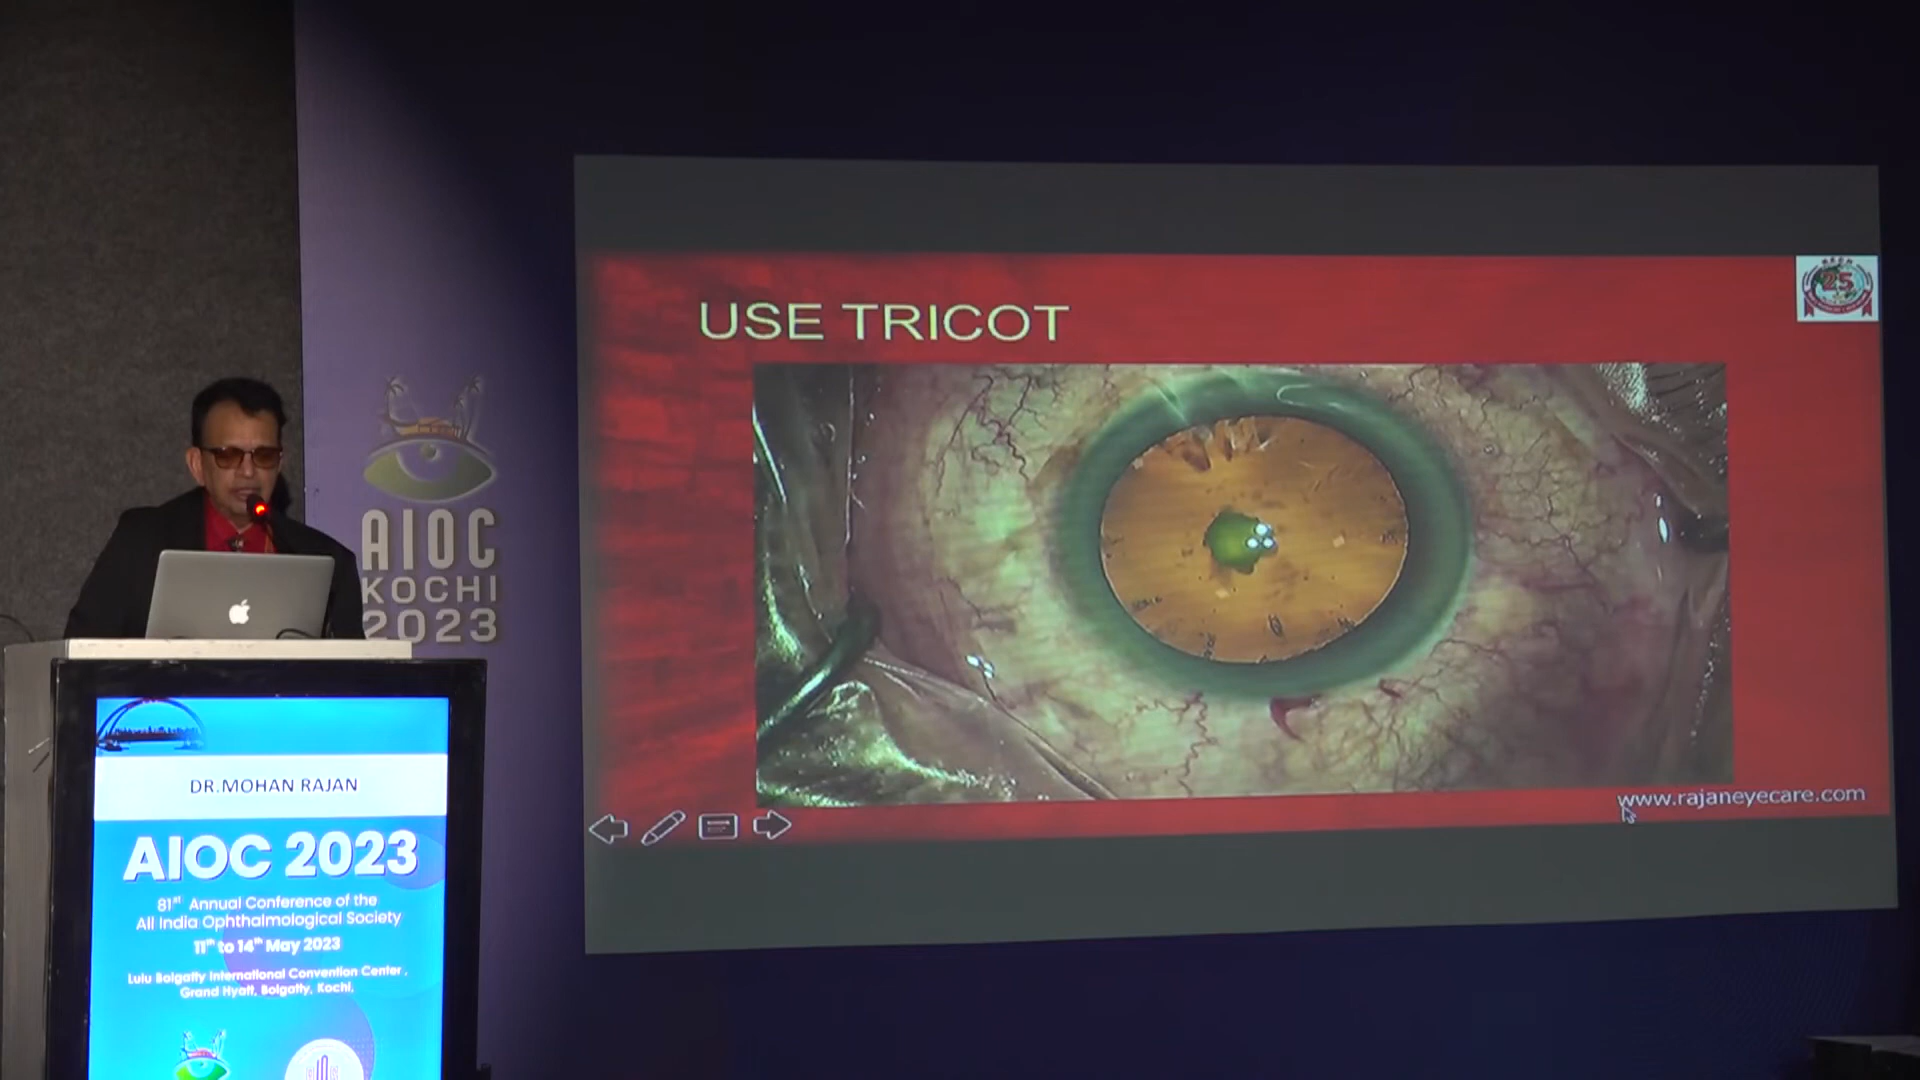 USE TRICOT
25
www.rajaneyecare.com
AIOC
KOCHI
2023
DR.MOHAN RAJAN
AIOC 2023
81st Annual Conference of the
All India Ophthalmological Society
11th to 14th May 2023
Lulu Bolgatty International Convention Center,
Grand Hyatt, Bolgatty, Kochi.